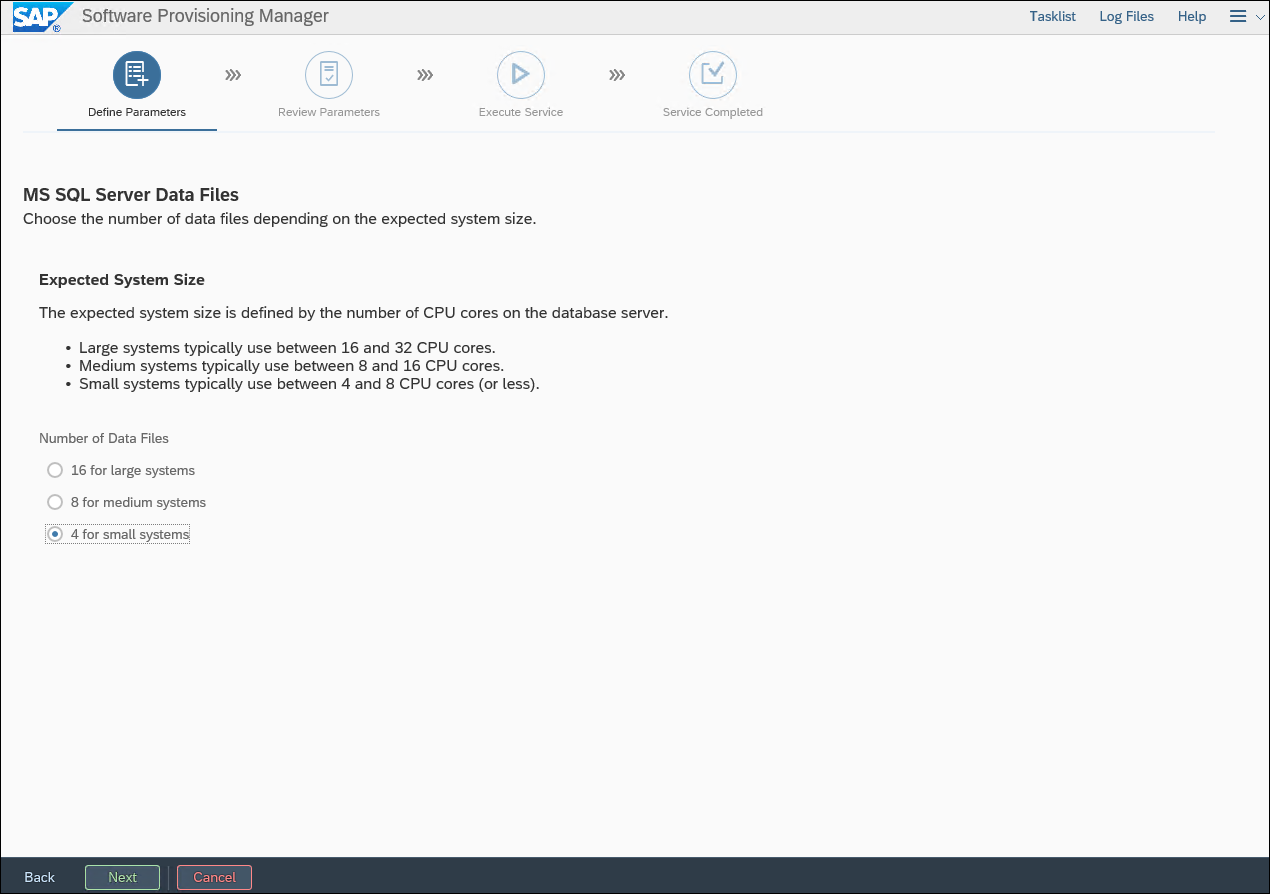 SAP ® Software Provisioning Manager
Tasklist Log Files Help
Define Parameters
Review Parameters
Execute Service
Service Completed
MS SQL Server Data Files
Choose the number of data files depending on the expected system size.
Expected System Size
The expected system size is defined by the number of CPU cores on the database server.
• Large systems typically use between 16 and 32 CPU cores.
• Medium systems typically use between 8 and 16 CPU cores.
• Small systems typically use between 4 and 8 CPU cores (or less).
Number of Data Files
16 for large systems
8 for medium systems
4 for small systems
Back Next Cancel